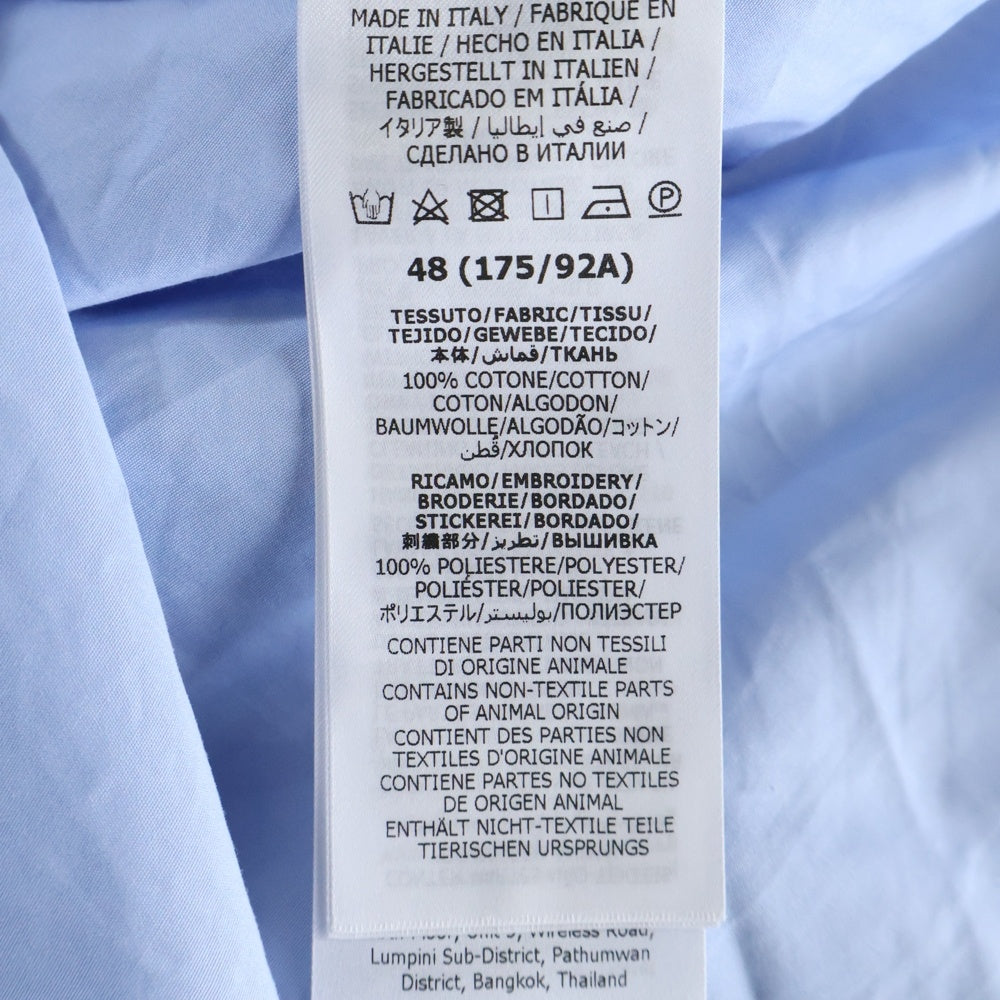 MADE IN ITALY / FABRIQUÉ EN
ITALIE / HECHO EN ITALIA /
HERGESTELLT IN ITALIEN /
FABRICADO EM ITÁLIA /
イタリア製 / صنع في إيطاليا /
СДЕЛАНО В ИТАЛИИ
P
48 (175/92A)
TESSUTO/FABRIC/TISSU/
TEJIDO/GEWEBE/TECIDO/
本体/قماش/ТКАНЬ
100% COTONE/COTTON/
COTON/ALGODON/
BAUMWOLLE/ALGODÃO/コットン/
قُطن/ХЛОПОК
RICAMO/EMBROIDERY/
BRODERIE/BORDADO/
STICKEREI/BORDADO/
刺繍部分/تطريز/ВЫШИВКА
100% POLIESTERE/POLYESTER/
POLIÉSTER/POLIESTER/
ポリエステル/بوليستر/ПОЛИЭСТЕР
CONTIENE PARTI NON TESSILI
DI ORIGINE ANIMALE
CONTAINS NON-TEXTILE PARTS
OF ANIMAL ORIGIN
CONTIENT DES PARTIES NON
TEXTILES D'ORIGINE ANIMALE
CONTIENE PARTES NO TEXTILES
DE ORIGEN ANIMAL
ENTHÄLT NICHT-TEXTILE TEILE
TIERISCHEN URSPRUNGS
Wireless Road,
Lumpini Sub-District, Pathumwan
District, Bangkok, Thailand